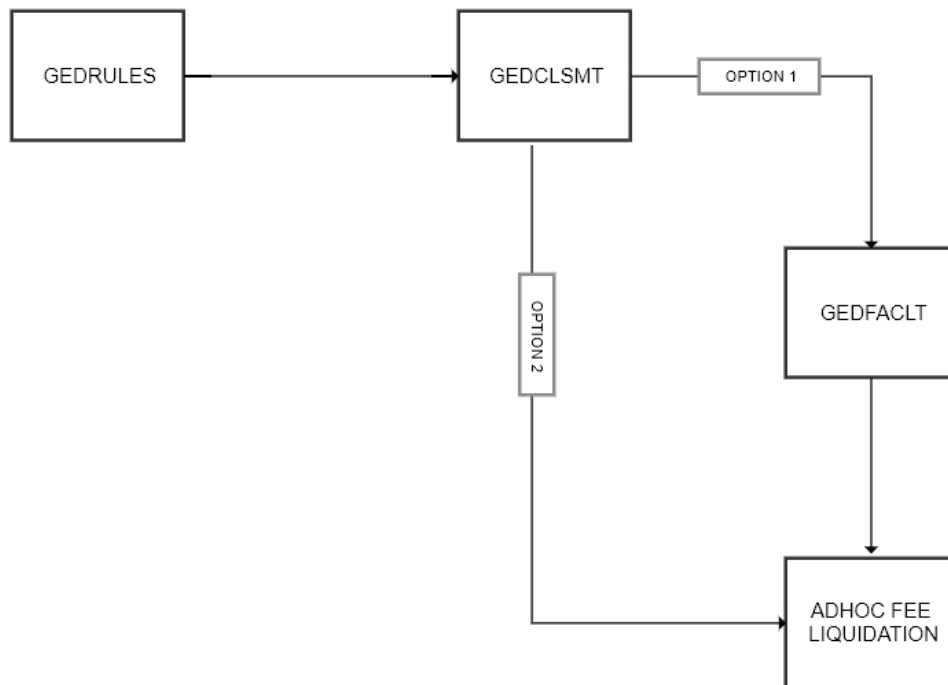 GEDRULES
GEDCLSMT
OPTION 1
GEDFACLT
OPTION 2
ADHOC FEE
LIQUIDATION